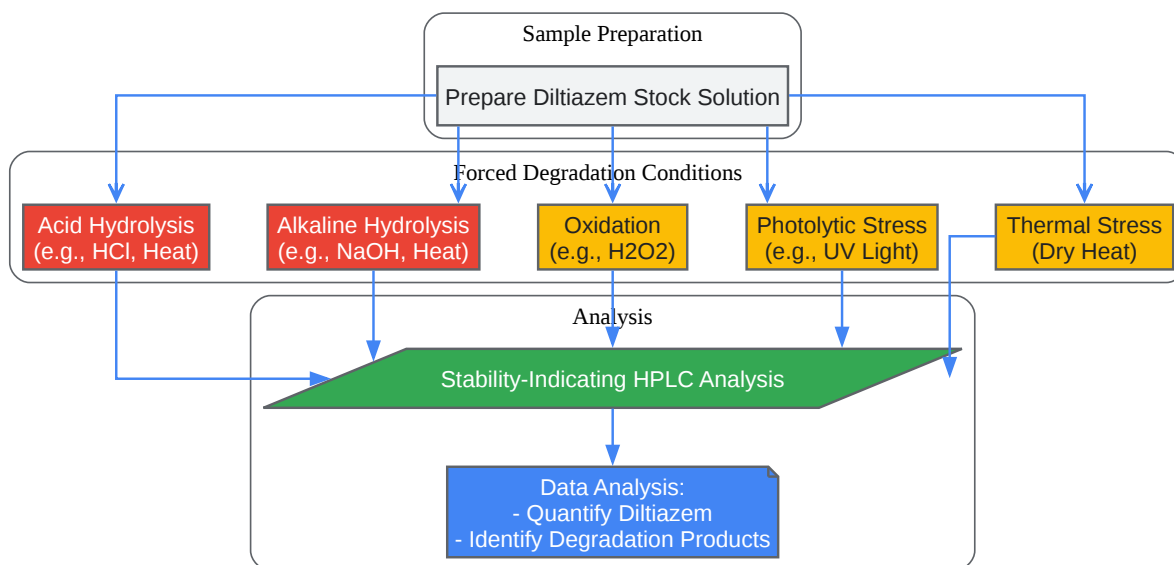 Sample Preparation
Prepare Diltiazem Stock Solution
Forced Degradation Conditions
Acid Hydrolysis
(e.g., HCl, Heat)
Alkaline Hydrolysis
(e.g., NaOH, Heat)
Oxidation
(e.g., H2O2)
Photolytic Stress
(e.g., UV Light)
Thermal Stress
(Dry Heat)
Analysis
Stability-Indicating HPLC Analysis
Data Analysis:
- Quantify Diltiazem
- Identify Degradation Products